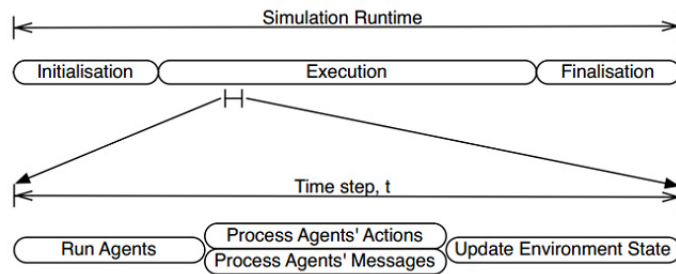 Simulation Runtime
Initialisation Execution Finalisation
Time step, t
Process Agents' Actions
Run Agents Update Environment State
Process Agents' Messages